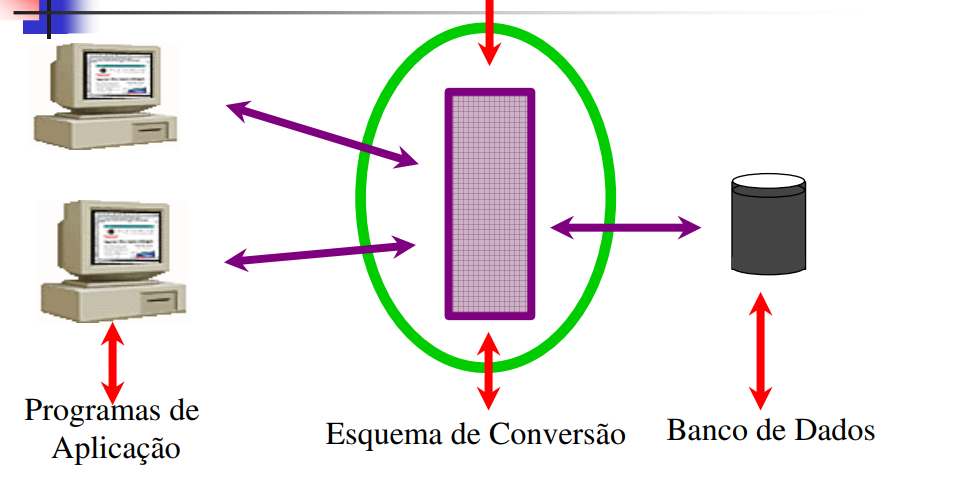 Programas de
Aplicação
Esquema de Conversão
Banco de Dados